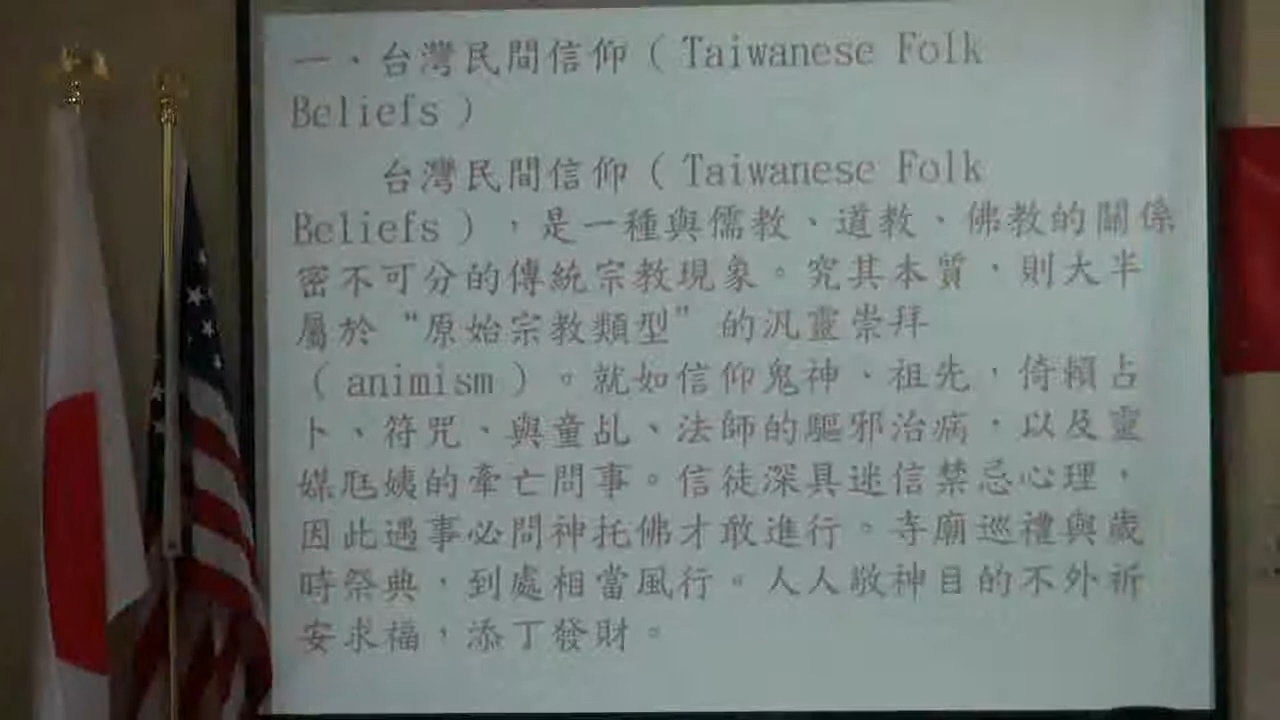 一、台灣民間信仰（Taiwanese Folk
Beliefs）
台灣民間信仰（Taiwanese Folk
Beliefs），是一種與儒教、道教、佛教的關係
密不可分的傳統宗教現象。究其本質，則大半
屬於“原始宗教類型”的汎靈崇拜
（animism）。就如信仰鬼神、祖先，倚賴占
卜、符咒、與童乩、法師的驅邪治病，以及靈
媒尪姨的牽亡問事。信徒深具迷信禁忌心理，
因此遇事必問神托佛才敢進行。寺廟巡禮與歲
時祭典，到處相當風行。人人敬神目的不外祈
安求福，添丁發財。